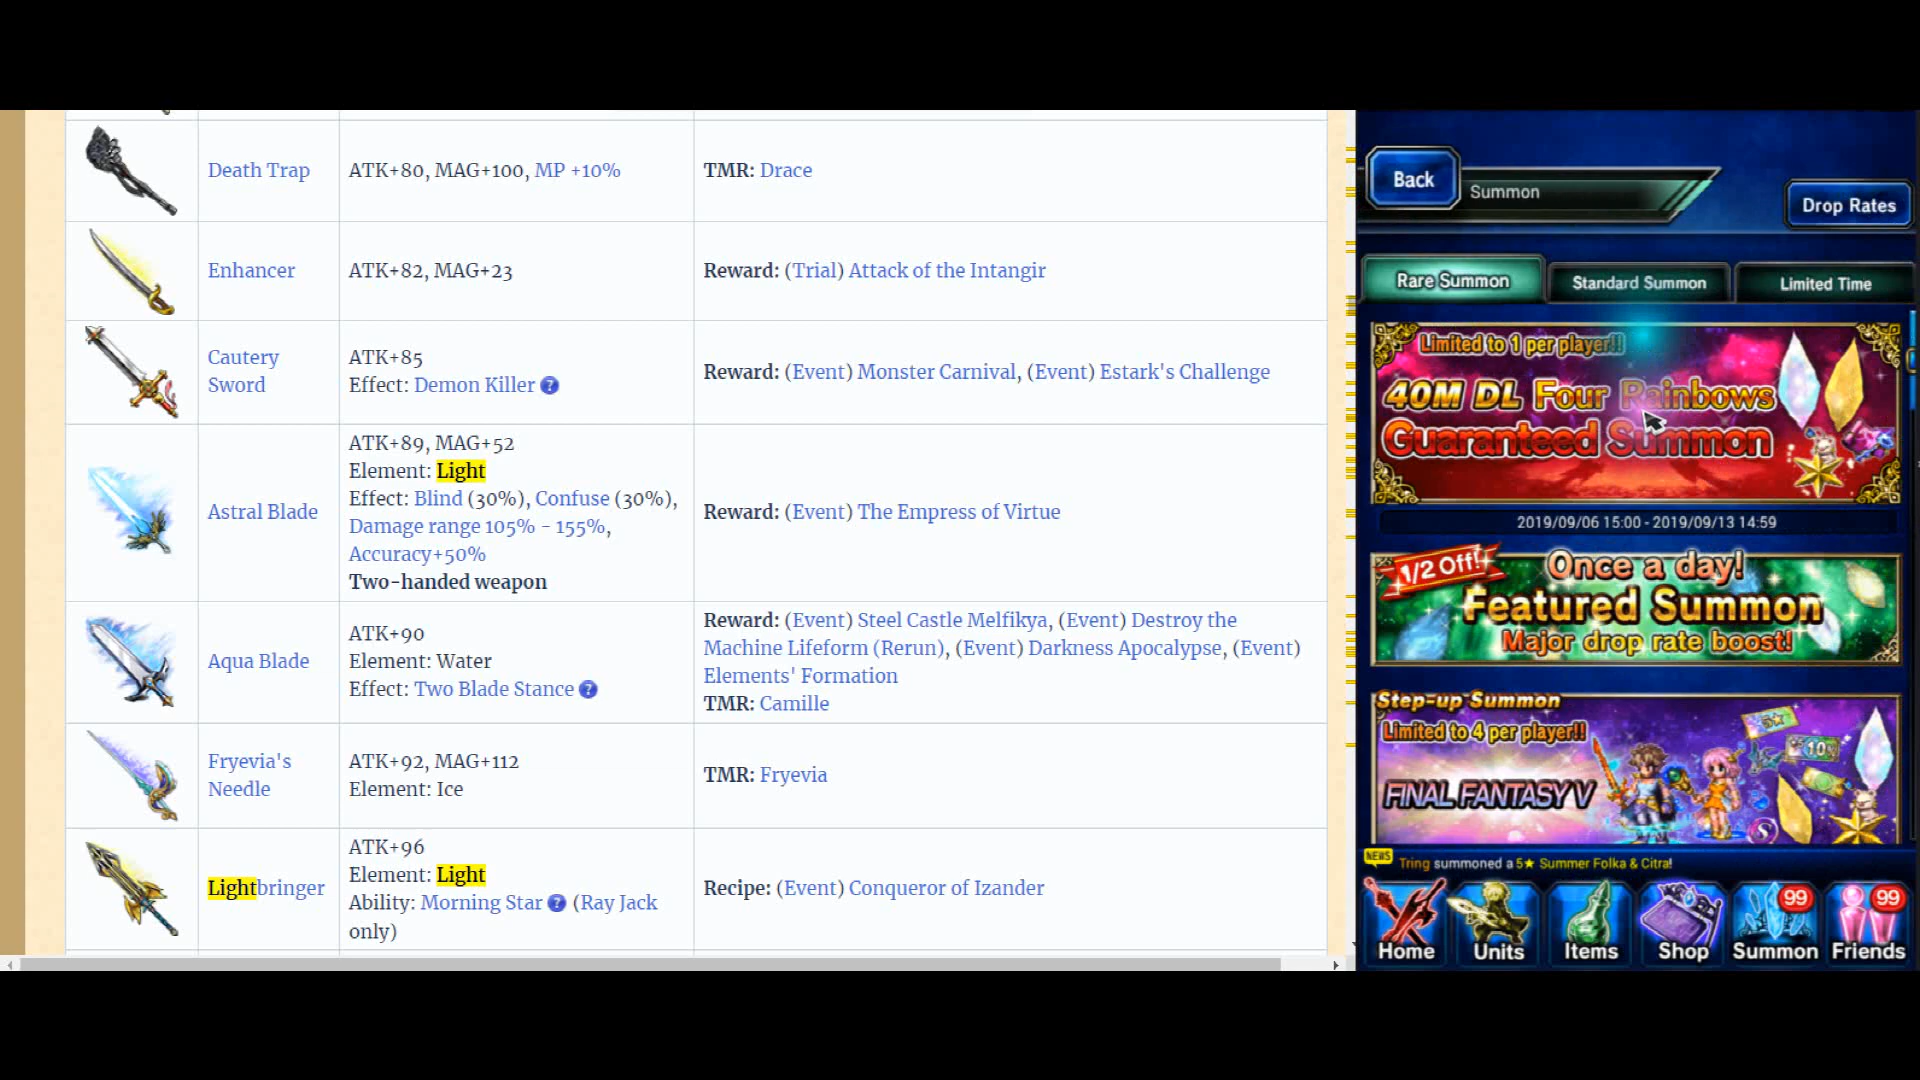 Death Trap
ATK+80, MAG+100, MP +10%
TMR: Drace
Enhancer
ATK+82, MAG+23
Reward: (Trial) Attack of the Intangir
Cautery
Sword
ATK+85
Effect: Demon Killer ?
Reward: (Event) Monster Carnival, (Event) Estark's Challenge
Astral Blade
ATK+89, MAG+52
Element: Light
Effect: Blind (30%), Confuse (30%),
Damage range 105% - 155%,
Accuracy+50%
Two-handed weapon
Reward: (Event) The Empress of Virtue
Aqua Blade
ATK+90
Element: Water
Effect: Two Blade Stance ?
Reward: (Event) Steel Castle Melfikya, (Event) Destroy the
Machine Lifeform (Rerun), (Event) Darkness Apocalypse, (Event)
Elements' Formation
TMR: Camille
Fryevia's
Needle
ATK+92, MAG+112
Element: Ice
TMR: Fryevia
Lightbringer
ATK+96
Element: Light
Ability: Morning Star ? (Ray Jack
only)
Recipe: (Event) Conqueror of Izander
Back
Summon
Drop Rates
Rare Summon
Standard Summon
Limited Time
Limited to 1 per player!!
40M DL Four Rainbows
Guaranteed Summon
2019/09/06 15:00 - 2019/09/13 14:59
1/2 Off!
Once a day!
Featured Summon
Major drop rate boost!
Step-up Summon
Limited to 4 per player!!
5★
10%
FINAL FANTASY V
NEWS
Tring summoned a 5★ Summer Folka & Citra!
99
99
Home
Units
Items
Shop
Summon
Friends